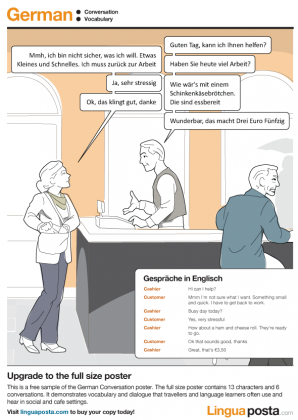 German
Conversation
Vocabulary
Guten Tag, kann ich Ihnen helfen?
Mmh, ich bin nicht sicher, was ich will. Etwas
Kleines und Schnelles. Ich muss zurück zur Arbeit
Haben Sie heute viel Arbeit?
Ja, sehr stressig
Wie wär's mit einem
Schinkenkäsebrötchen.
Die sind essbereit
Ok, das klingt gut, danke
Wunderbar, das macht Drei Euro Fünfzig
Gespräche in Englisch
Cashier Hi can I help?
Customer Mmm I'm not sure what I want. Something small
and quick. I have to get back to work.
Cashier Busy day today?
Customer Yes, very stressful
Cashier How about a ham and cheese roll. They're ready
to go.
Customer Ok that sounds good, thanks
Cashier Great, that's €3,50
Upgrade to the full size poster
This is a free sample of the German Conversation poster. The full size poster contains 13 characters and 6
conversations. It demonstrates vocabulary and dialogue that travellers and language learners often use and
hear in social and cafe settings.
Visit linguaposta.com to buy your copy today!
Linguaposta.com